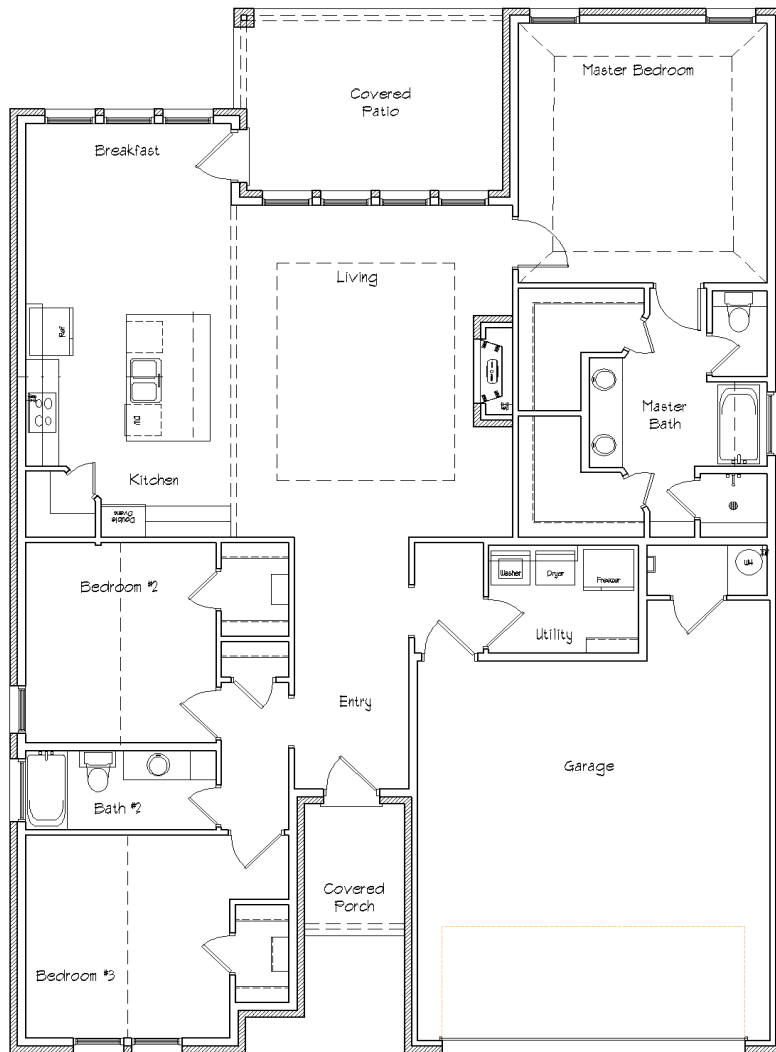 Master Bedroom
Covered
Patio
Breakfast
Living
Ref
Master
Bath
DW
Kitchen
Double
Ovens
Bedroom #2
Washer
Dryer
Freezer
WH
Utility
Entry
Garage
Bath #2
Covered
Porch
Bedroom #3